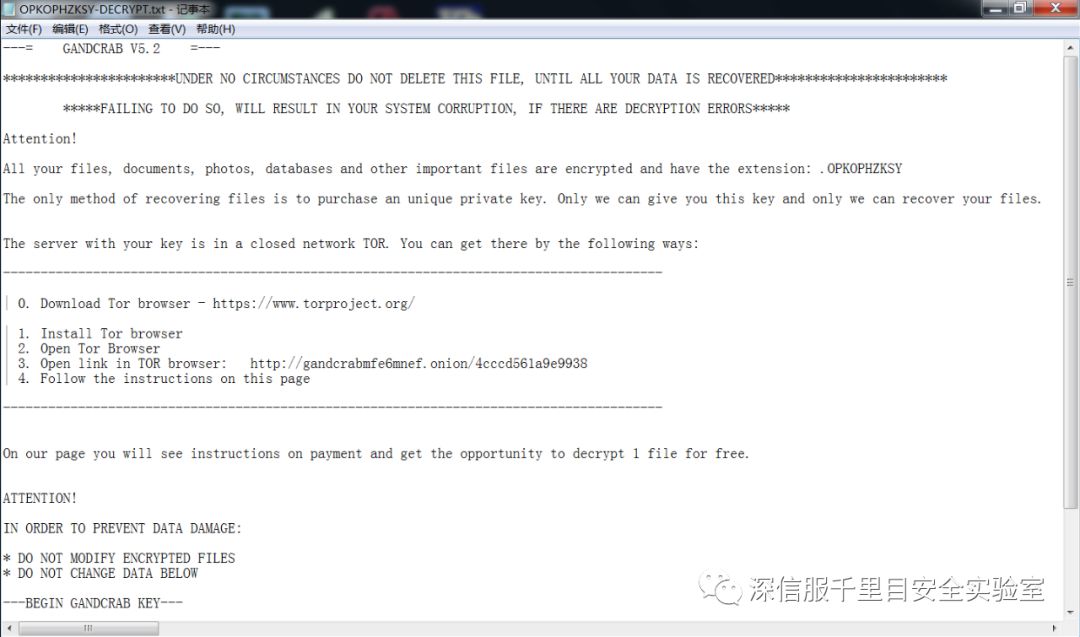 OPKOPHZKSY-DECRYPT.txt - 记事本
文件(F) 编辑(E) 格式(O) 查看(V) 帮助(H)
---= GANDCRAB V5.2 =---
***********************UNDER NO CIRCUMSTANCES DO NOT DELETE THIS FILE, UNTIL ALL YOUR DATA IS RECOVERED***********************
*****FAILING TO DO SO, WILL RESULT IN YOUR SYSTEM CORRUPTION, IF THERE ARE DECRYPTION ERRORS*****
Attention!
All your files, documents, photos, databases and other important files are encrypted and have the extension: .OPKOPHZKSY
The only method of recovering files is to purchase an unique private key. Only we can give you this key and only we can recover your files.
The server with your key is in a closed network TOR. You can get there by the following ways:
----------------------------------------------------------------------------------------
| 0. Download Tor browser - https://www.torproject.org/
| 1. Install Tor browser
| 2. Open Tor Browser
| 3. Open link in TOR browser: http://gandcrabmfe6mnef.onion/4cccd561a9e9938
| 4. Follow the instructions on this page
----------------------------------------------------------------------------------------
On our page you will see instructions on payment and get the opportunity to decrypt 1 file for free.
ATTENTION!
IN ORDER TO PREVENT DATA DAMAGE:
* DO NOT MODIFY ENCRYPTED FILES
* DO NOT CHANGE DATA BELOW
---BEGIN GANDCRAB KEY---
深信服千里目安全实验室